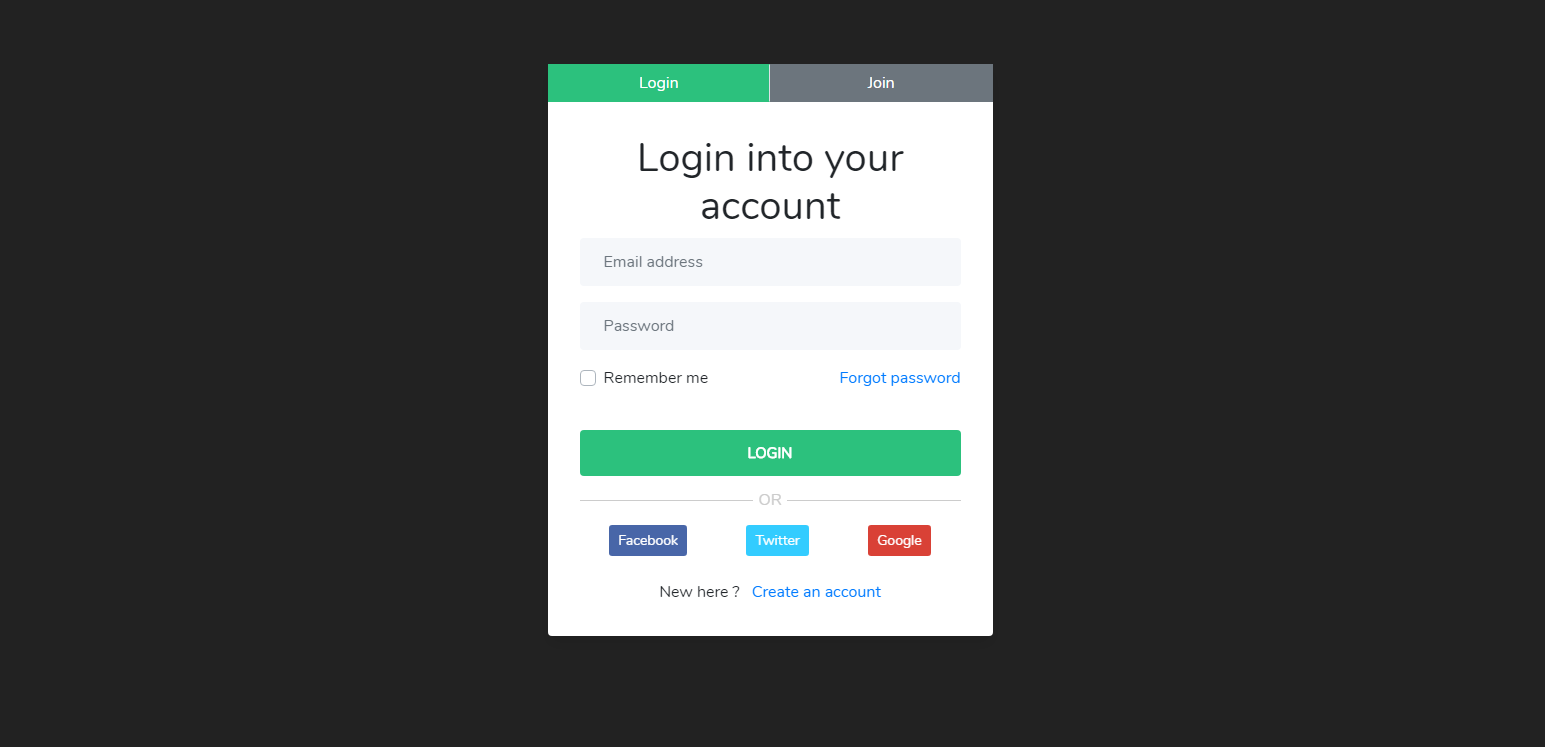 Login Join
Login into your
account
Email address
Password
Remember me Forgot password
LOGIN
OR
Facebook Twitter Google
New here ? Create an account